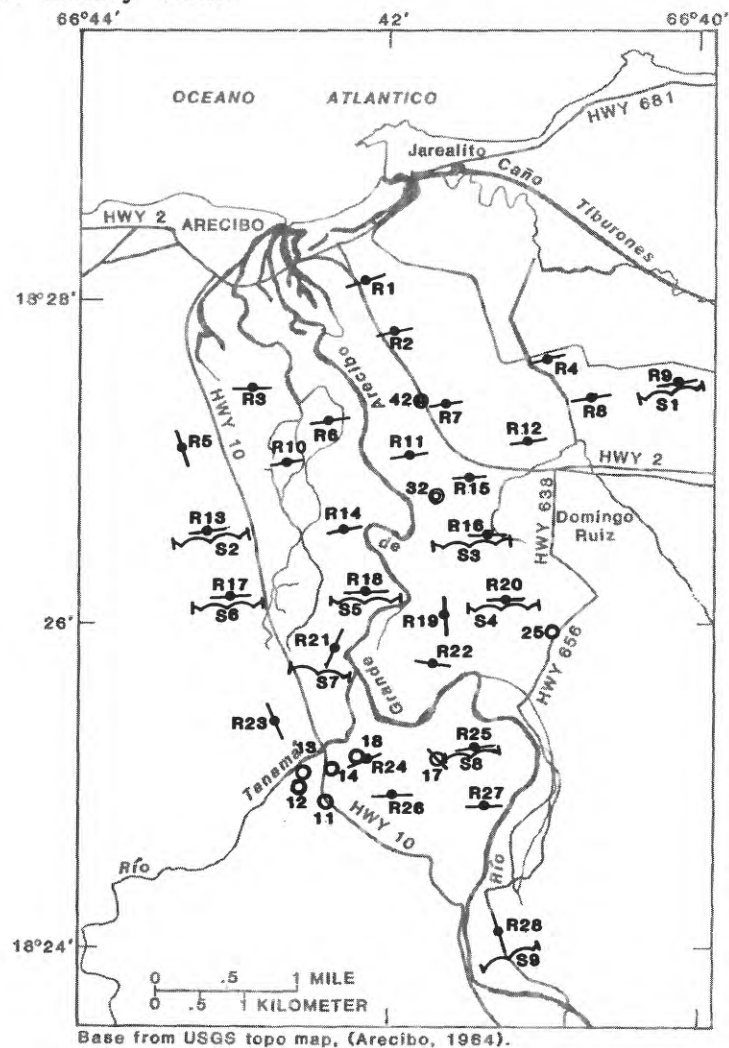 66°44'
42'
66°40'
OCEANO ATLANTICO
HWY 681
Jarealito
Caño Tiburones
HWY 2
ARECIBO
18°28'
R1
R2
R4
R9
S1
R3
Arecibo
42
R7
R8
HWY 10
R6
R5
R10
R11
R12
HWY 2
R15
32
HWY 638
R13
S2
R14
de
R16
S3
Domingo
Ruiz
R17
S6
R18
S5
R20
S4
R19
26'
R21
25
S7
R22
HWY 656
Grande
R23
R25
S8
13
18
Tanamá
14
R24
17
12
11
R26
R27
HWY 10
Río
Río
R28
18°24'
S9
0 .5 1 MILE
0 .5 1 KILOMETER
Base from USGS topo map, (Arecibo, 1964).